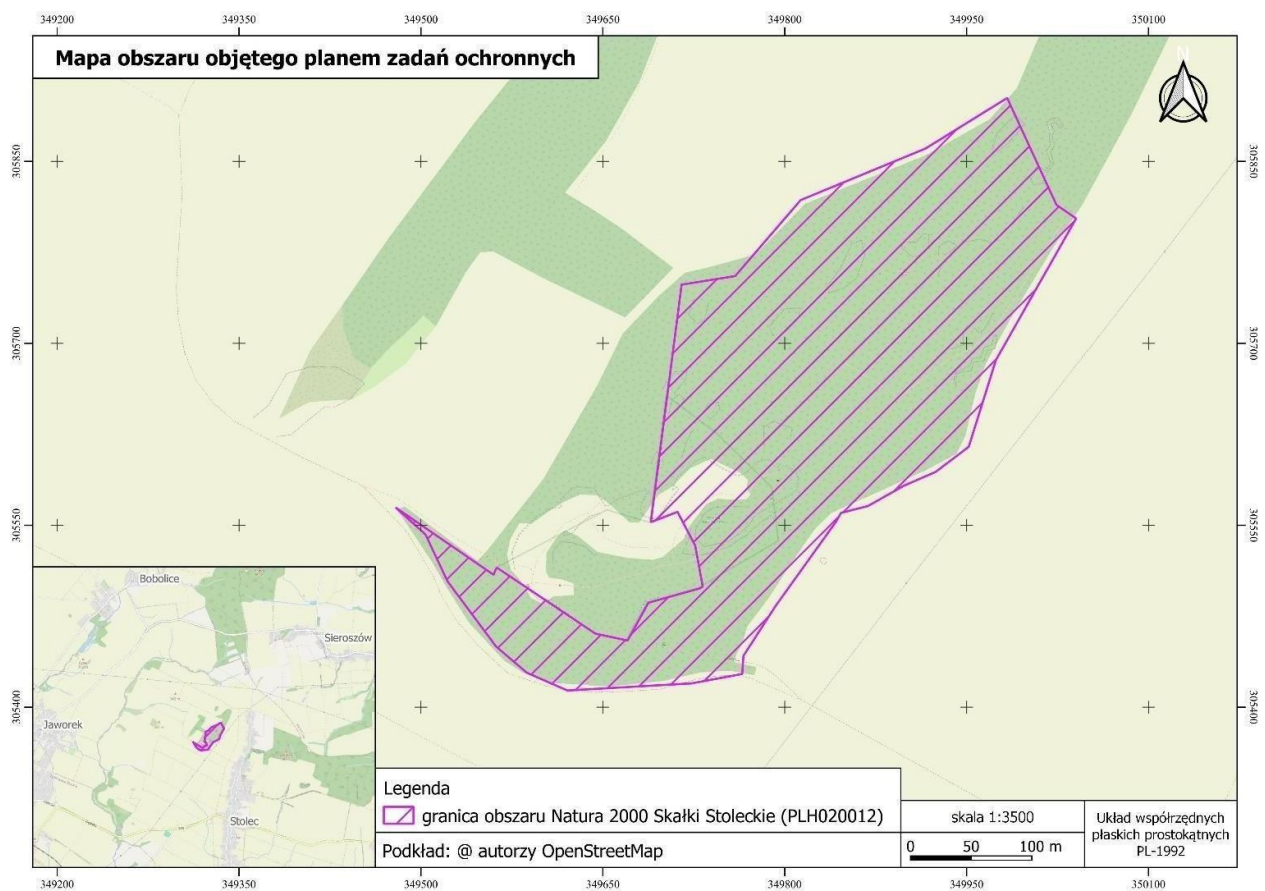 349200 349350 349500 349650 349800 349950 350100
Mapa obszaru objętego planem zadań ochronnych
N
305850 305850
305700 305700
305550 305550
305400 305400
Bobolice
Sieroszów
Jaworek
Stolec
Legenda
granica obszaru Natura 2000 Skałki Stoleckie (PLH020012)
Podkład: @ autorzy OpenStreetMap
skala 1:3500
0 50 100 m
Układ współrzędnych
płaskich prostokątnych
PL-1992
349200 349350 349500 349650 349800 349950 350100